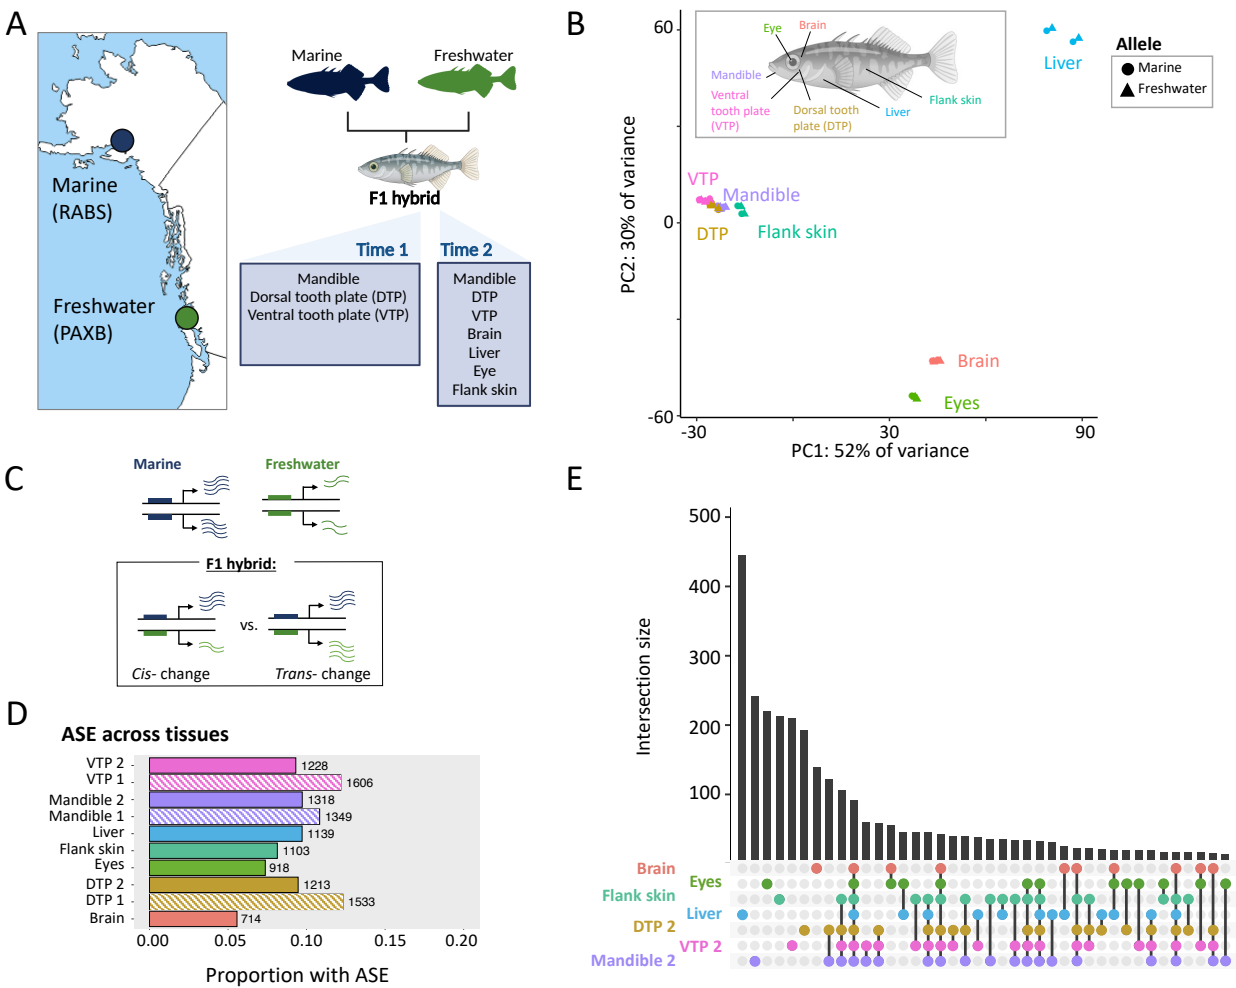 A
Marine
(RABS)
Freshwater
(PAXB)
Marine
Freshwater
F1 hybrid
Time 1
Time 2
Mandible
Dorsal tooth plate (DTP)
Ventral tooth plate (VTP)
Mandible
DTP
VTP
Brain
Liver
Eye
Flank skin
B
PC2: 30% of variance
60
0
-60
-30
30
90
PC1: 52% of variance
Eye
Brain
Mandible
Ventral
tooth plate
(VTP)
Dorsal tooth
plate (DTP)
Liver
Flank skin
Liver
Allele
Marine
Freshwater
VTP
Mandible
DTP
Flank skin
Brain
Eyes
C
Marine
Freshwater
F1 hybrid:
vs.
Cis- change
Trans- change
D
ASE across tissues
VTP 2
1228
VTP 1
1606
Mandible 2
1318
Mandible 1
1349
Liver
1139
Flank skin
1103
Eyes
918
DTP 2
1213
DTP 1
1533
Brain
714
0.00
0.05
0.10
0.15
0.20
Proportion with ASE
E
Intersection size
500
400
300
200
100
Brain
Eyes
Flank skin
Liver
DTP 2
VTP 2
Mandible 2